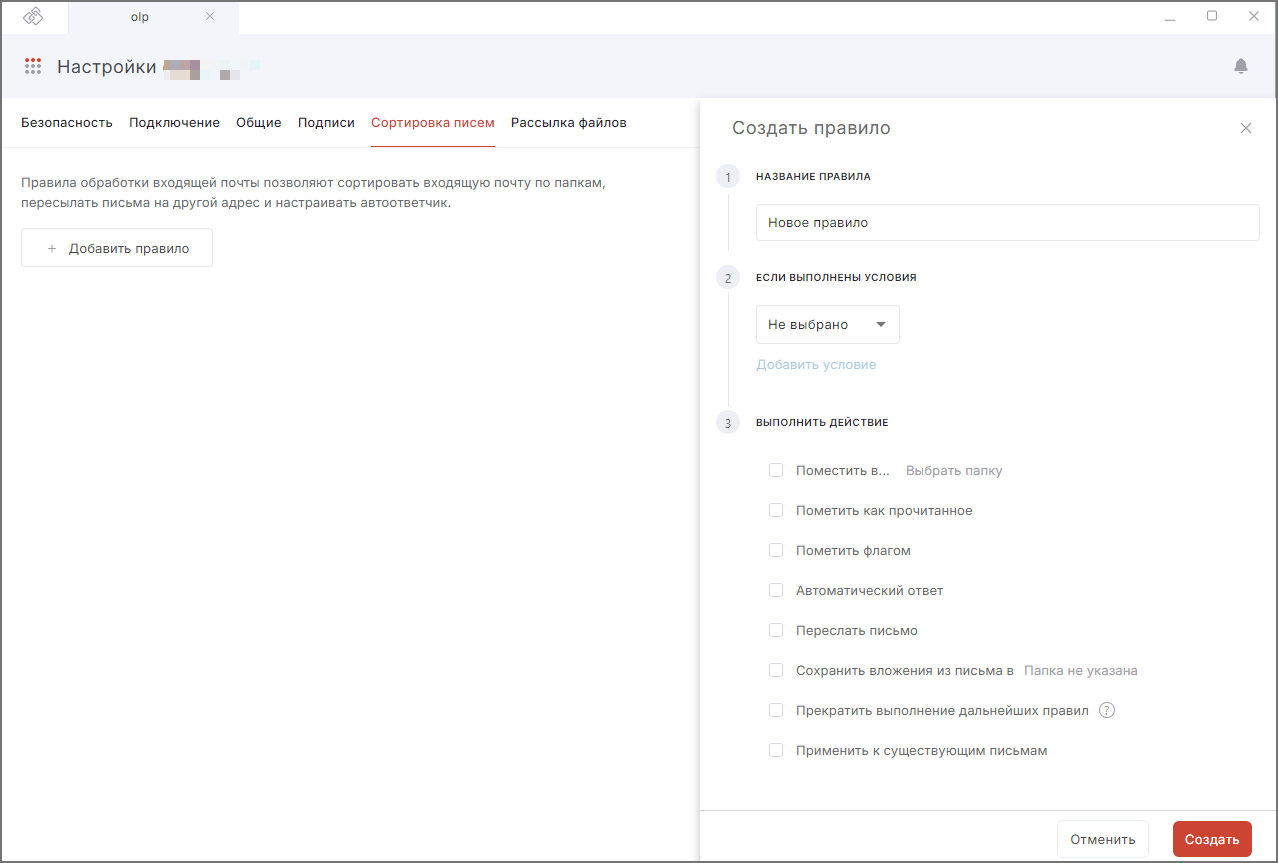 olp
Настройки
Безопасность Подключение Общие Подписи Сортировка писем Рассылка файлов
Правила обработки входящей почты позволяют сортировать входящую почту по папкам,
пересылать письма на другой адрес и настраивать автоответчик.
+ Добавить правило
Создать правило
1 НАЗВАНИЕ ПРАВИЛА
Новое правило
2 ЕСЛИ ВЫПОЛНЕНЫ УСЛОВИЯ
Не выбрано
Добавить условие
3 ВЫПОЛНИТЬ ДЕЙСТВИЕ
Поместить в... Выбрать папку
Пометить как прочитанное
Пометить флагом
Автоматический ответ
Переслать письмо
Сохранить вложения из письма в Папка не указана
Прекратить выполнение дальнейших правил ?
Применить к существующим письмам
Отменить Создать